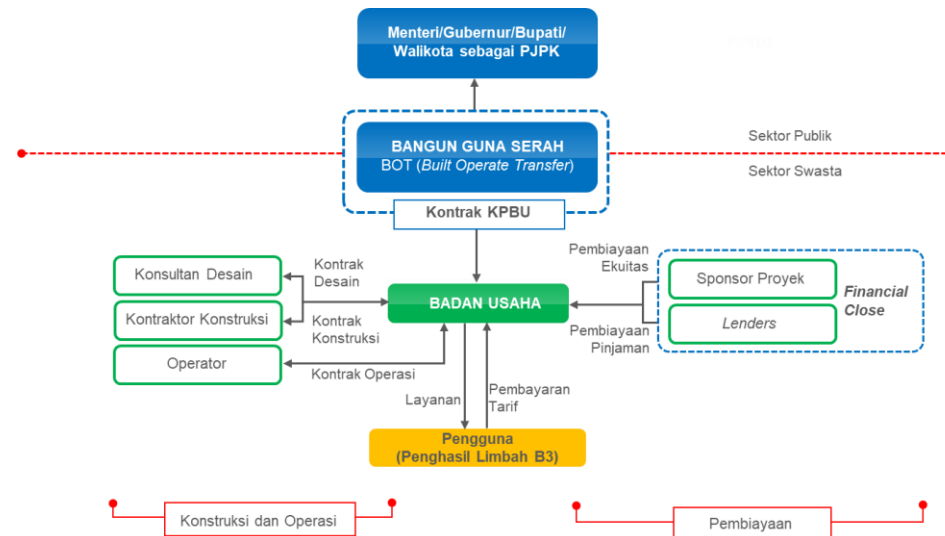 Menteri/Gubernur/Bupati/
Walikota sebagai PJPK
BANGUN GUNA SERAH
BOT (Built Operate Transfer)
Sektor Publik
Sektor Swasta
Kontrak KPBU
Konsultan Desain
Kontrak
Desain
Kontraktor Konstruksi
Kontrak
Konstruksi
Operator
Kontrak Operasi
BADAN USAHA
Pembiayaan
Ekuitas
Pembiayaan
Pinjaman
Sponsor Proyek
Lenders
Financial
Close
Layanan
Pembayaran
Tarif
Pengguna
(Penghasil Limbah B3)
Konstruksi dan Operasi
Pembiayaan